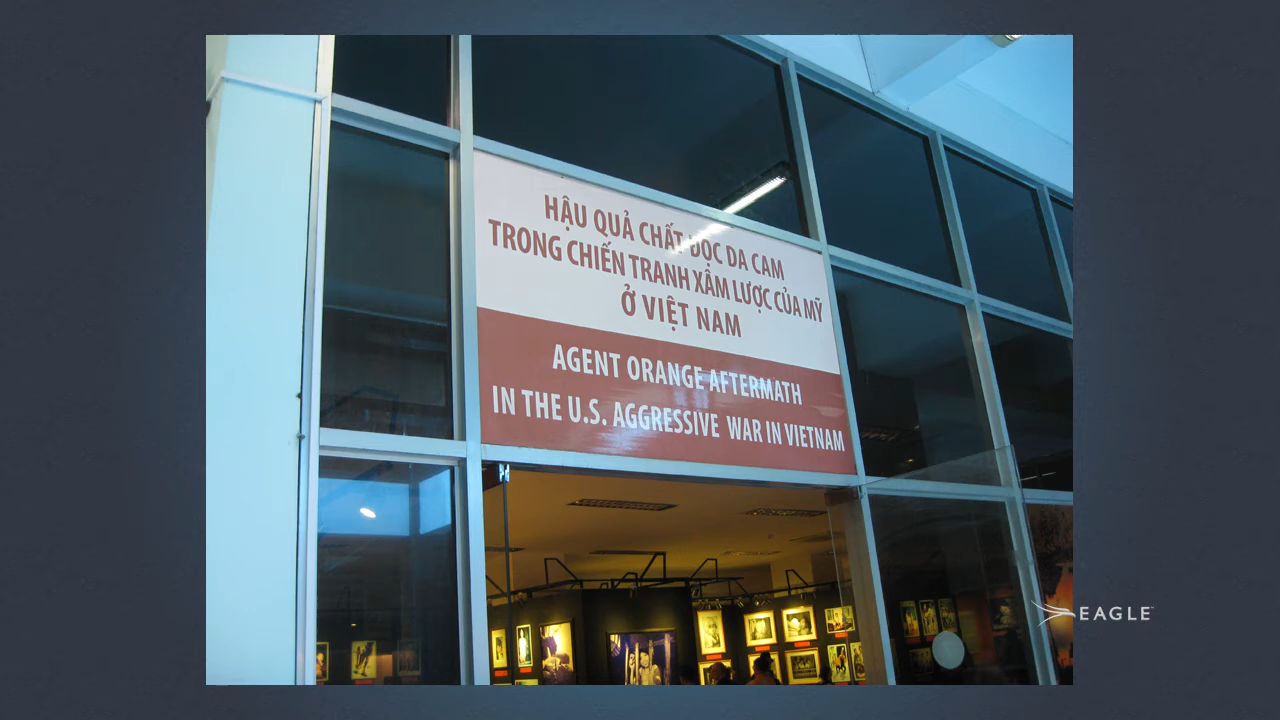 HẬU QUẢ CHẤT ĐỘC DA CAM
TRONG CHIẾN TRANH XÂM LƯỢC CỦA MỸ
Ở VIỆT NAM
AGENT ORANGE AFTERMATH
IN THE U.S. AGGRESSIVE WAR IN VIETNAM
EAGLE